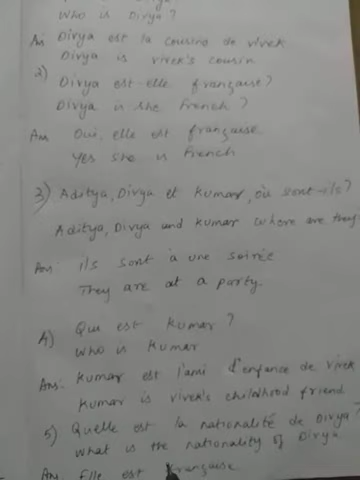 Who is Divya?
An: Divya est la cousine de vivek
Divya is vivek's cousin
2) Divya est-elle française?
Divya is she French?
An Oui, elle est française
Yes she is French
3) Aditya, Divya et Kumar, où sont-ils?
Aditya, Divya and Kumar where are they
An: ils sont à une soirée
They are at a party.
4) Qui est Kumar?
Who is Kumar
Ans: Kumar est l'ami d'enfance de vivek
Kumar is vivek's childhood friend
5) Quelle est la nationalité de Divya?
What is the nationality of Divya
An: Elle est française